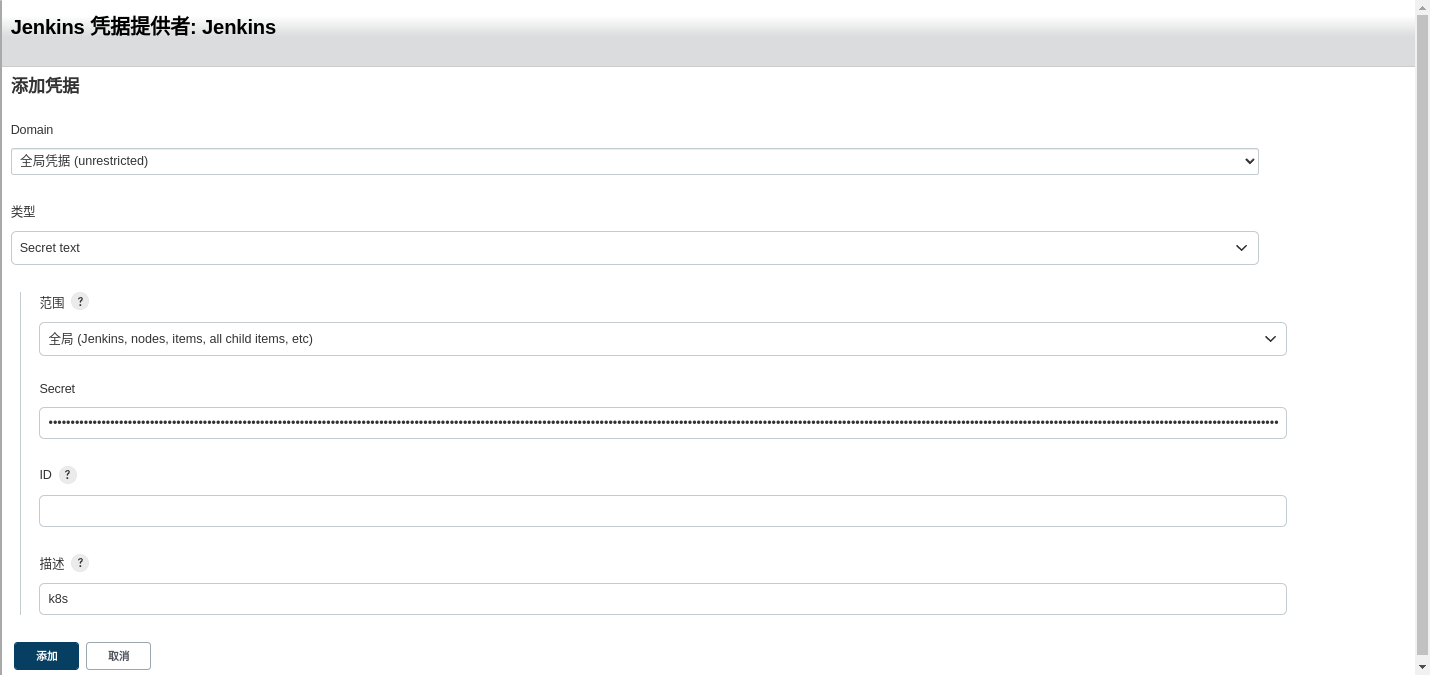 Jenkins 凭据提供者: Jenkins
添加凭据
Domain
全局凭据 (unrestricted)
类型
Secret text
范围 ?
全局 (Jenkins, nodes, items, all child items, etc)
Secret
ID ?
描述 ?
k8s
添加 取消